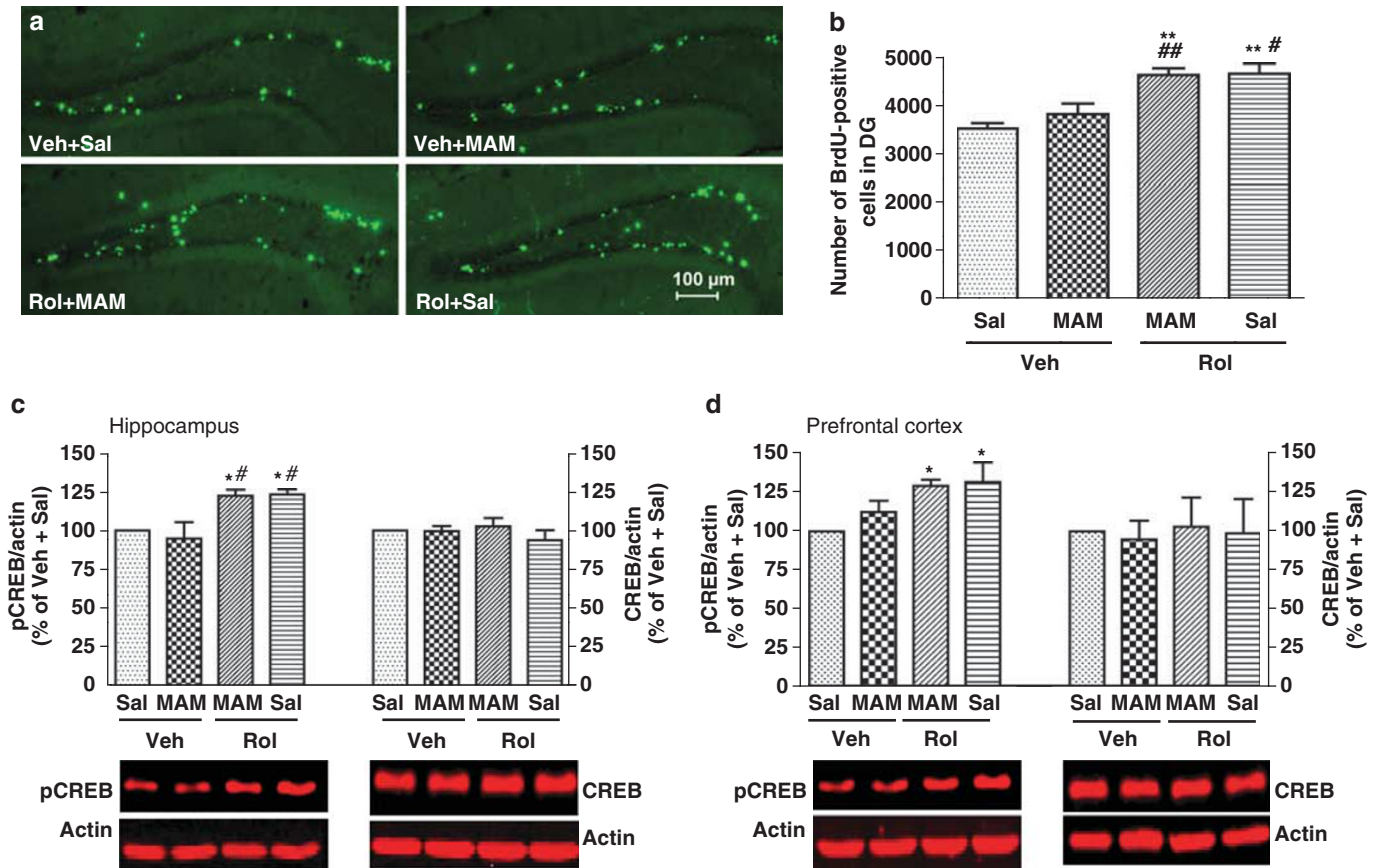 a
Veh+Sal
Veh+MAM
Rol+MAM
Rol+Sal
100 µm
b
Number of BrdU-positive
cells in DG
5000
4000
3000
2000
1000
0
**
##
** #
Sal MAM MAM Sal
Veh Rol
c
Hippocampus
pCREB/actin
(% of Veh + Sal)
150
125
100
75
50
25
0
*# *#
150
125
100
75
50
25
0
CREB/actin
(% of Veh + Sal)
Sal MAM MAM Sal
Veh Rol
Sal MAM MAM Sal
Veh Rol
pCREB
Actin
CREB
Actin
d
Prefrontal cortex
pCREB/actin
(% of Veh + Sal)
150
125
100
75
50
25
0
* *
150
125
100
75
50
25
0
CREB/actin
(% of Veh + Sal)
Sal MAM MAM Sal
Veh Rol
Sal MAM MAM Sal
Veh Rol
pCREB
Actin
CREB
Actin